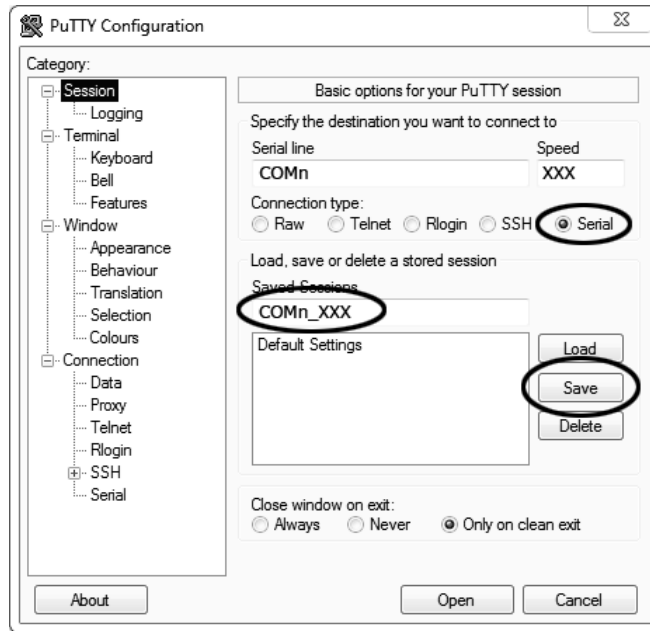 PuTTY Configuration
Category:
Session
Logging
Terminal
Keyboard
Bell
Features
Window
Appearance
Behaviour
Translation
Selection
Colours
Connection
Data
Proxy
Telnet
Rlogin
SSH
Serial
Basic options for your PuTTY session
Specify the destination you want to connect to
Serial line Speed
COMn XXX
Connection type:
Raw Telnet Rlogin SSH Serial
Load, save or delete a stored session
Saved Sessions
COMn_XXX
Default Settings
Load
Save
Delete
Close window on exit:
Always Never Only on clean exit
About Open Cancel